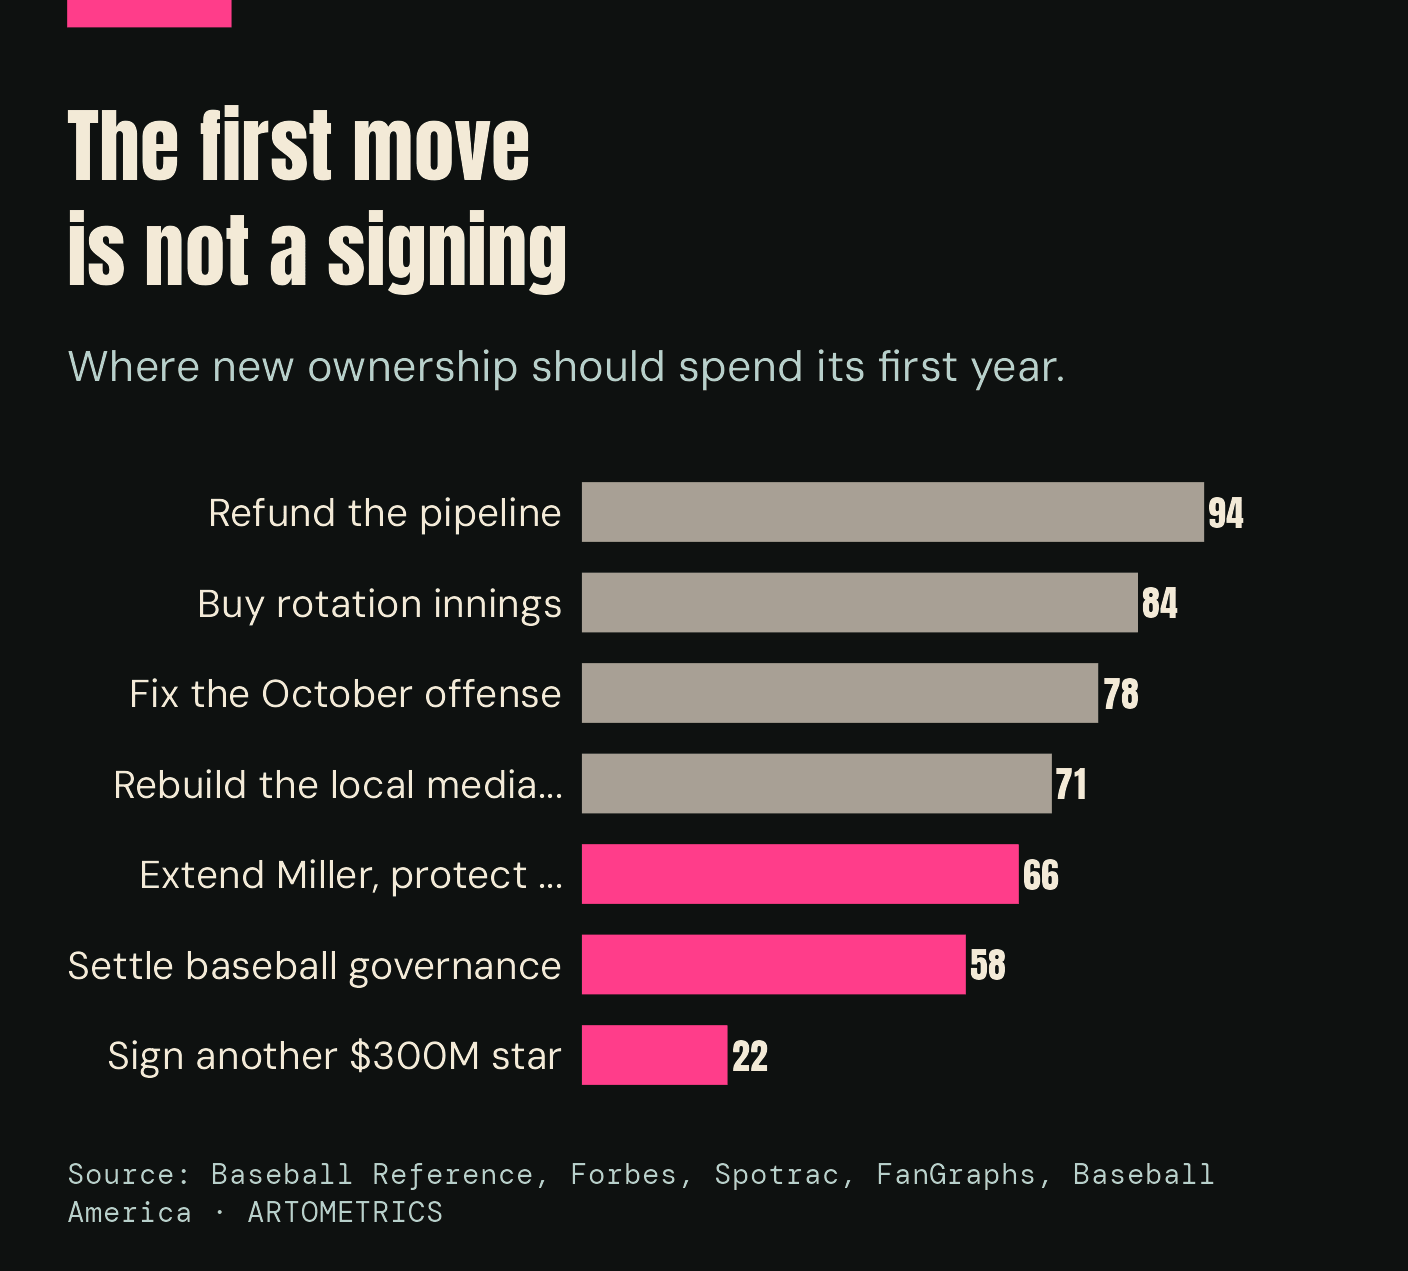 The first move
is not a signing
Where new ownership should spend its first year.
Refund the pipeline 94
Buy rotation innings 84
Fix the October offense 78
Rebuild the local media... 71
Extend Miller, protect ... 66
Settle baseball governance 58
Sign another $300M star 22
Source: Baseball Reference, Forbes, Spotrac, FanGraphs, Baseball
America · ARTOMETRICS